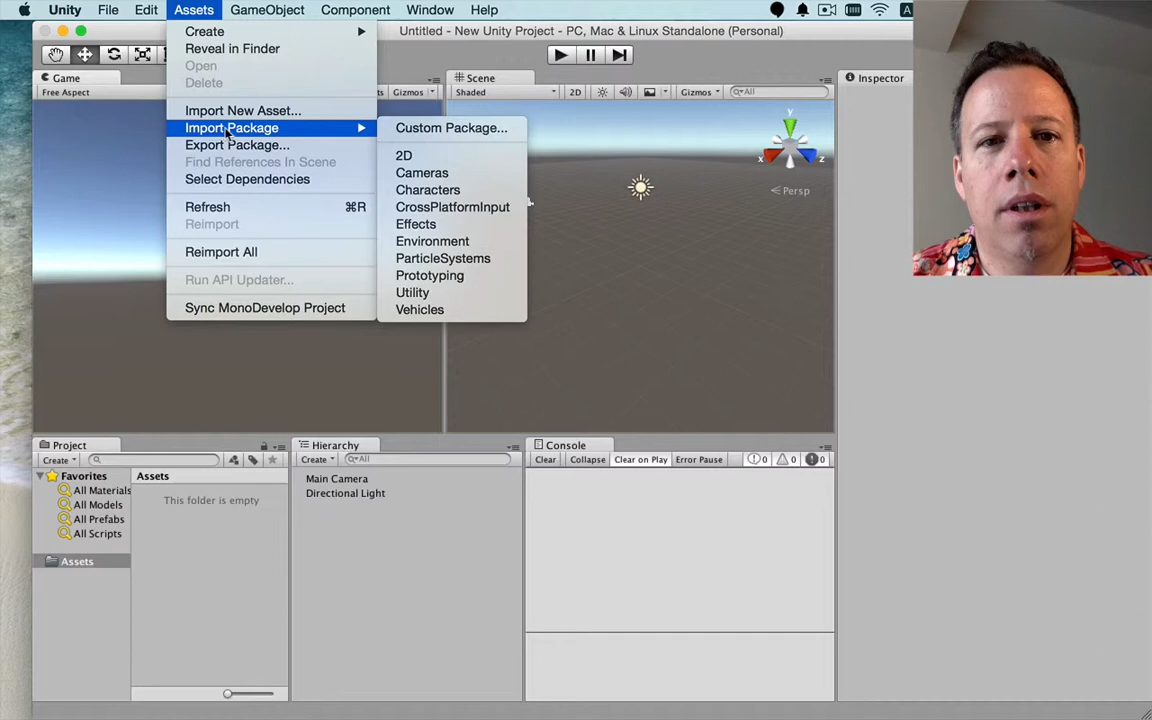 Unity File Edit Assets GameObject Component Window Help
Untitled - New Unity Project - PC, Mac & Linux Standalone (Personal)
Create
Reveal in Finder
Open
Delete
Import New Asset...
Import Package
Export Package...
Find References In Scene
Select Dependencies
Refresh ⌘R
Reimport
Reimport All
Run API Updater...
Sync MonoDevelop Project
Custom Package...
2D
Cameras
Characters
CrossPlatformInput
Effects
Environment
ParticleSystems
Prototyping
Utility
Vehicles
Game
Free Aspect
Gizmos
Scene
Shaded 2D Gizmos All
y
x z
Persp
Inspector
Project
Create
Favorites
All Materials
All Models
All Prefabs
All Scripts
Assets
Assets
This folder is empty
Hierarchy
Create All
Main Camera
Directional Light
Console
Clear Collapse Clear on Play Error Pause 0 0 0